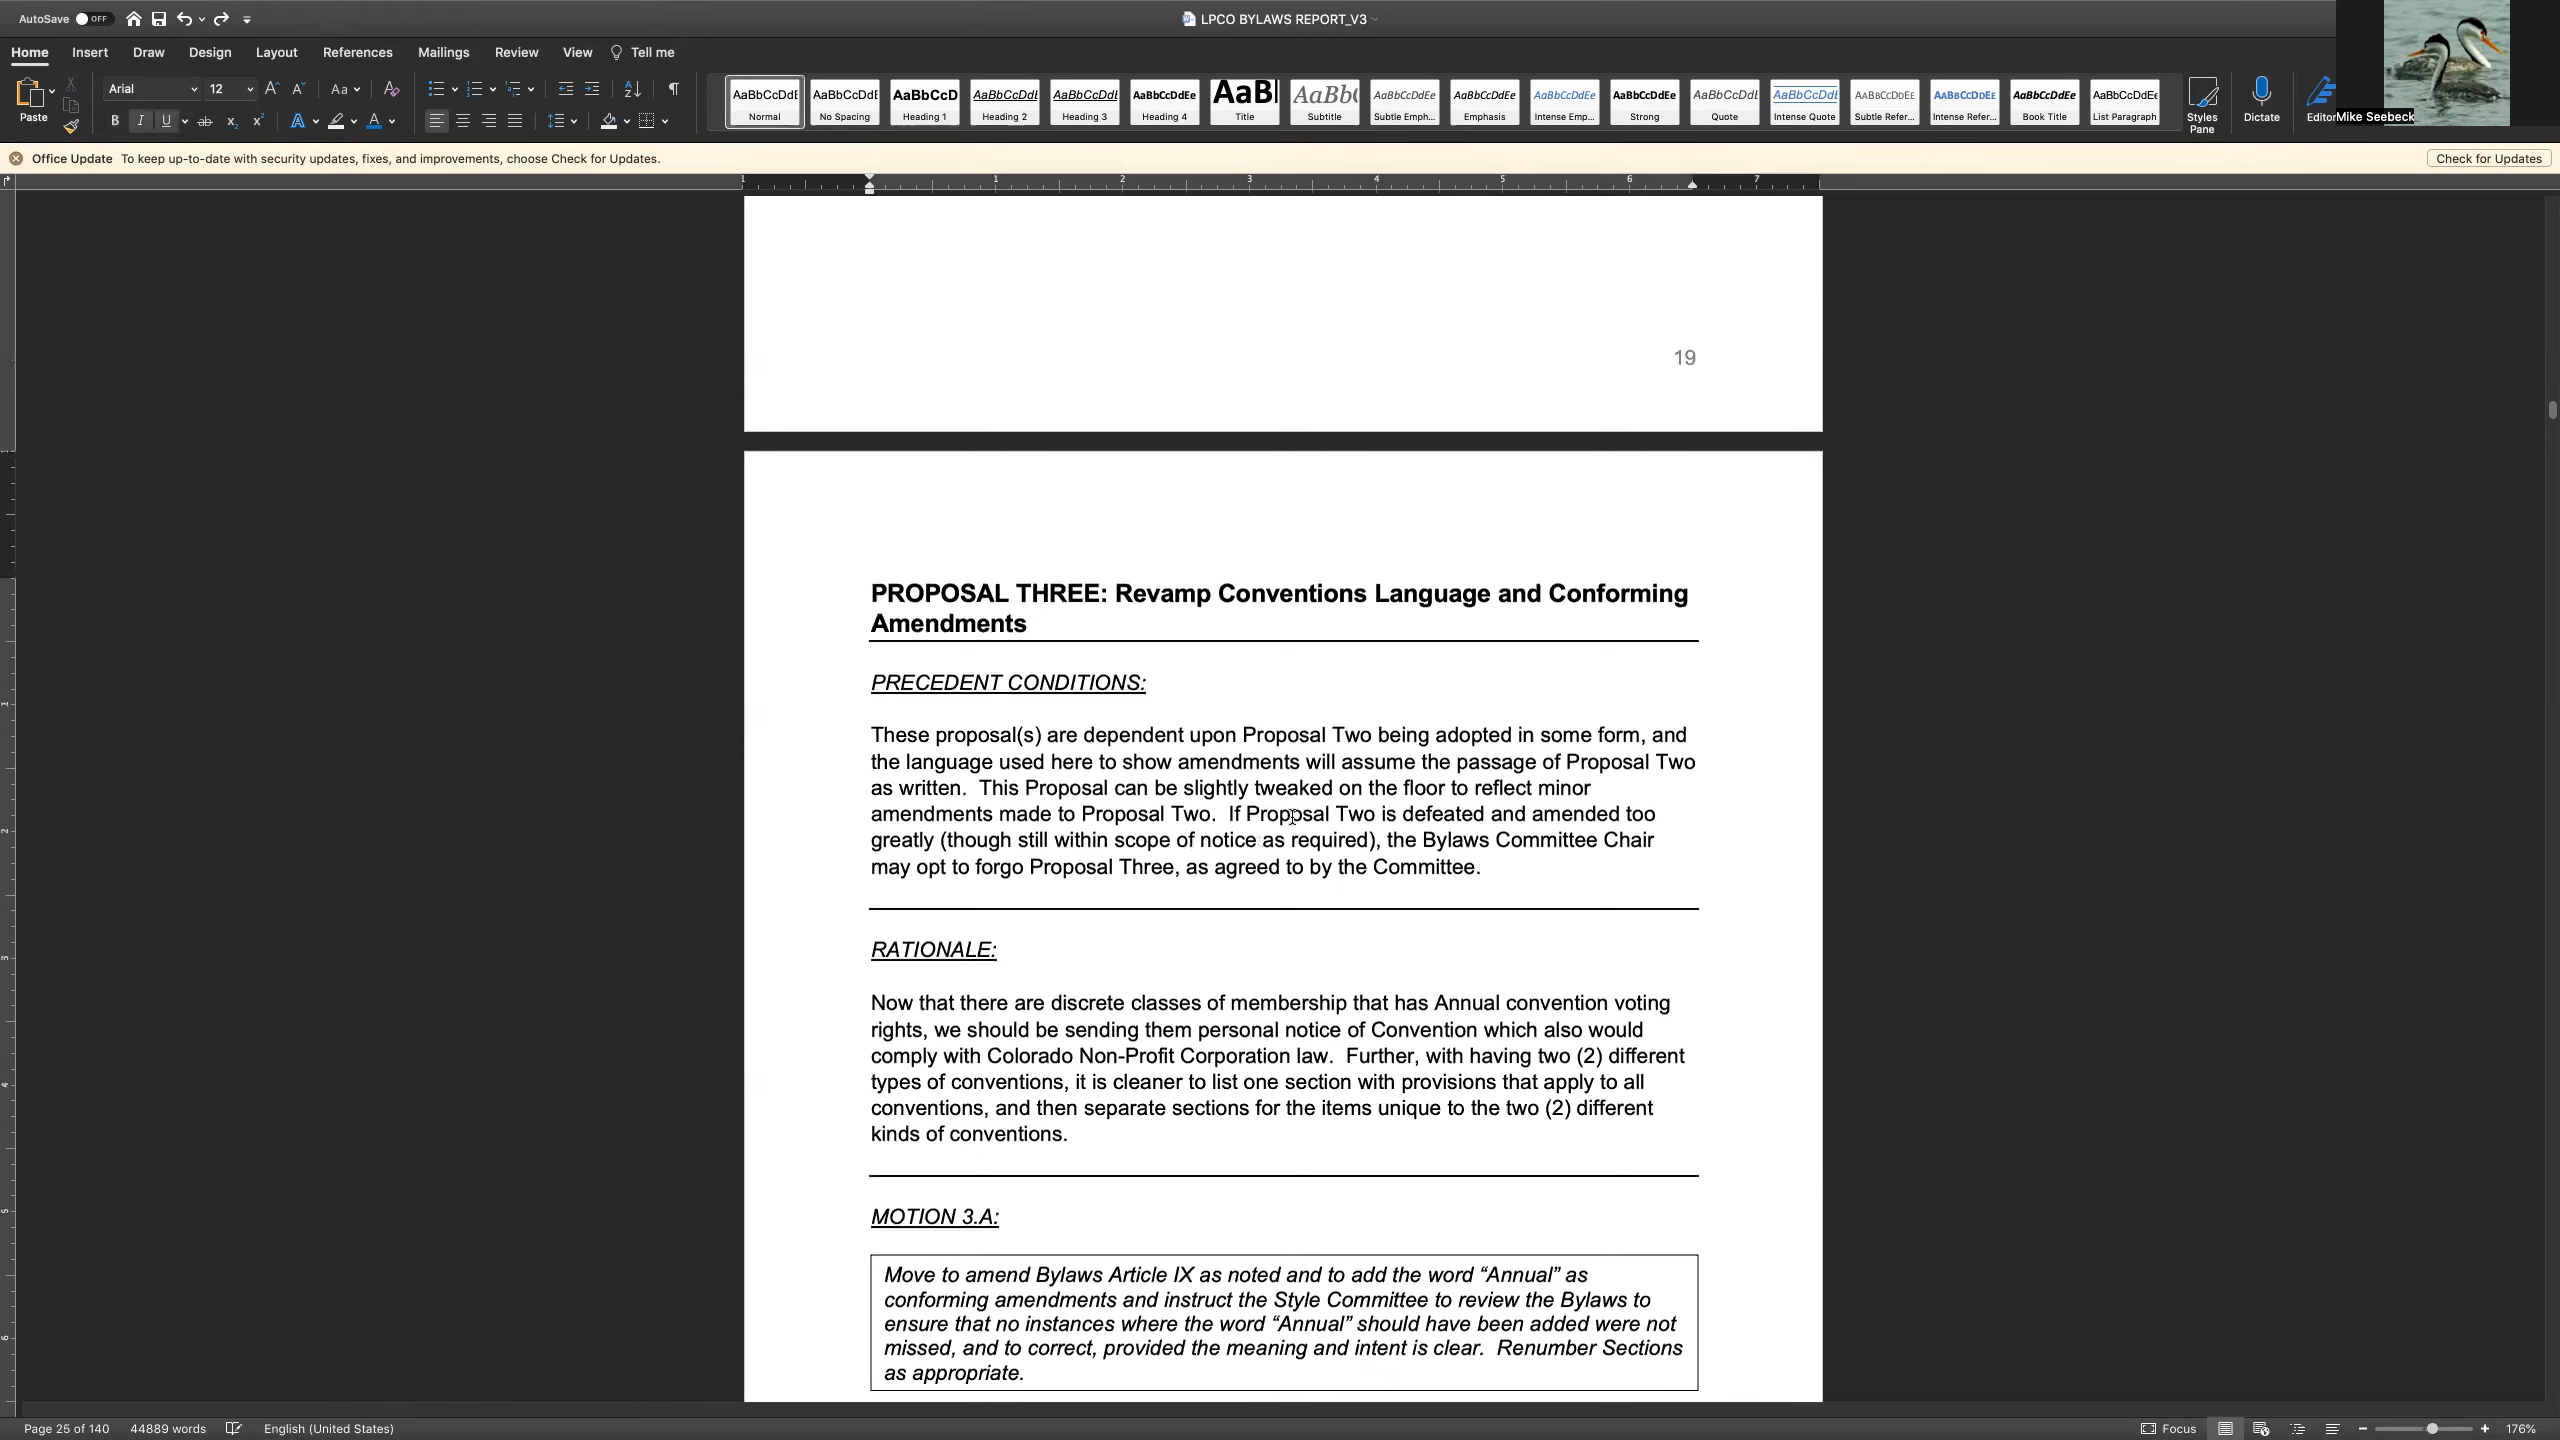 AutoSave OFF
LPCO BYLAWS REPORT_V3
Home Insert Draw Design Layout References Mailings Review View Tell me
Paste
Arial 12
AaBbCcDdE Normal
AaBbCcDdE No Spacing
AaBbCcD Heading 1
AaBbCcDdE Heading 2
AaBbCcDdE Heading 3
AaBbCcDdEe Heading 4
AaBl Title
AaBbC Subtitle
AaBbCcDdEe Subtle Emph...
AaBbCcDdEe Emphasis
AaBbCcDdEe Intense Emp...
AaBbCcDdEe Strong
AaBbCcDdE Quote
AaBbCcDdE Intense Quote
AaBbCcDdEe Subtle Refer...
AaBbCcDdEe Intense Refer...
AaBbCcDdEe Book Title
AaBbCcDdEe List Paragraph
Styles Pane
Dictate
Editor
Mike Seebeck
Office Update To keep up-to-date with security updates, fixes, and improvements, choose Check for Updates.
Check for Updates
1 1 2 3 4 5 6 7
19
PROPOSAL THREE: Revamp Conventions Language and Conforming
Amendments
PRECEDENT CONDITIONS:
These proposal(s) are dependent upon Proposal Two being adopted in some form, and
the language used here to show amendments will assume the passage of Proposal Two
as written.  This Proposal can be slightly tweaked on the floor to reflect minor
amendments made to Proposal Two.  If Proposal Two is defeated and amended too
greatly (though still within scope of notice as required), the Bylaws Committee Chair
may opt to forgo Proposal Three, as agreed to by the Committee.
RATIONALE:
Now that there are discrete classes of membership that has Annual convention voting
rights, we should be sending them personal notice of Convention which also would
comply with Colorado Non-Profit Corporation law.  Further, with having two (2) different
types of conventions, it is cleaner to list one section with provisions that apply to all
conventions, and then separate sections for the items unique to the two (2) different
kinds of conventions.
MOTION 3.A:
Move to amend Bylaws Article IX as noted and to add the word “Annual” as
conforming amendments and instruct the Style Committee to review the Bylaws to
ensure that no instances where the word “Annual” should have been added were not
missed, and to correct, provided the meaning and intent is clear.  Renumber Sections
as appropriate.
Page 25 of 140 44889 words English (United States)
Focus 176%